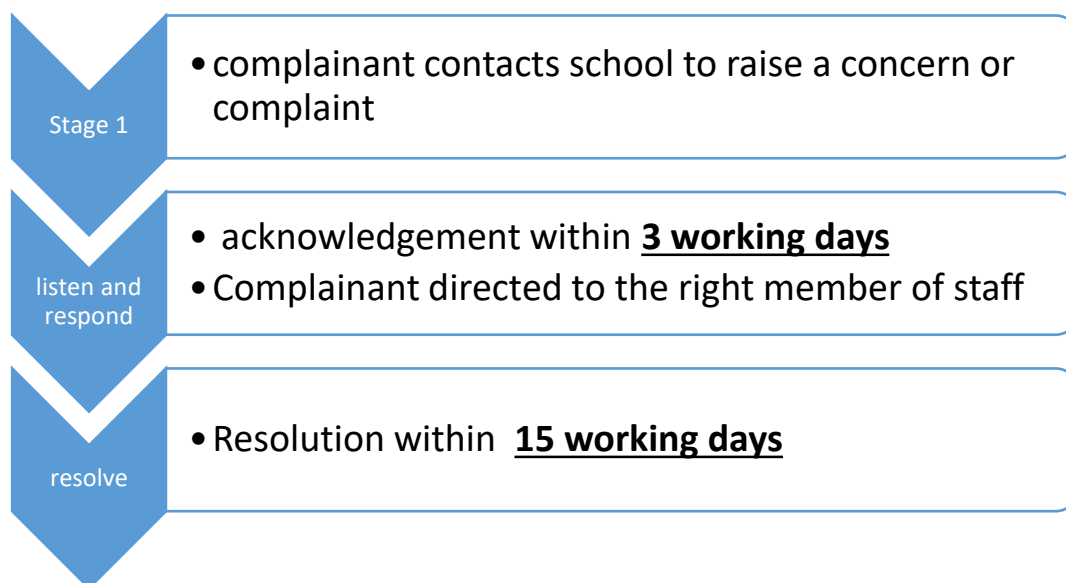 Stage 1
• complainant contacts school to raise a concern or
complaint
listen and
respond
• acknowledgement within 3 working days
• Complainant directed to the right member of staff
resolve
• Resolution within 15 working days